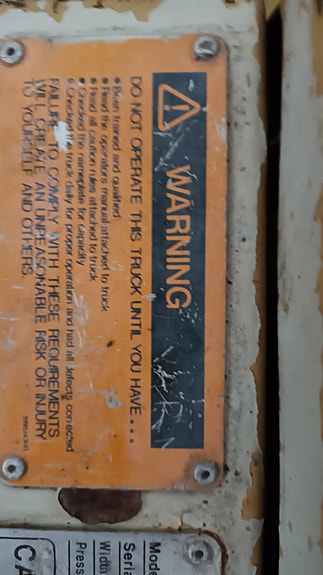 WARNING
DO NOT OPERATE THIS TRUCK UNTIL YOU HAVE...
• Been trained and qualified
• Read the operators manual attached to truck
• Read all caution rules attached to truck
• Checked the nameplate for capacity
• Checked the truck daily for proper operation and had all defects corrected
FAILURE TO COMPLY WITH THESE REQUIREMENTS
WILL CREATE AN UNREASONABLE RISK OR INJURY
TO YOURSELF AND OTHERS.
Mode
Seria
Width
Press
CA